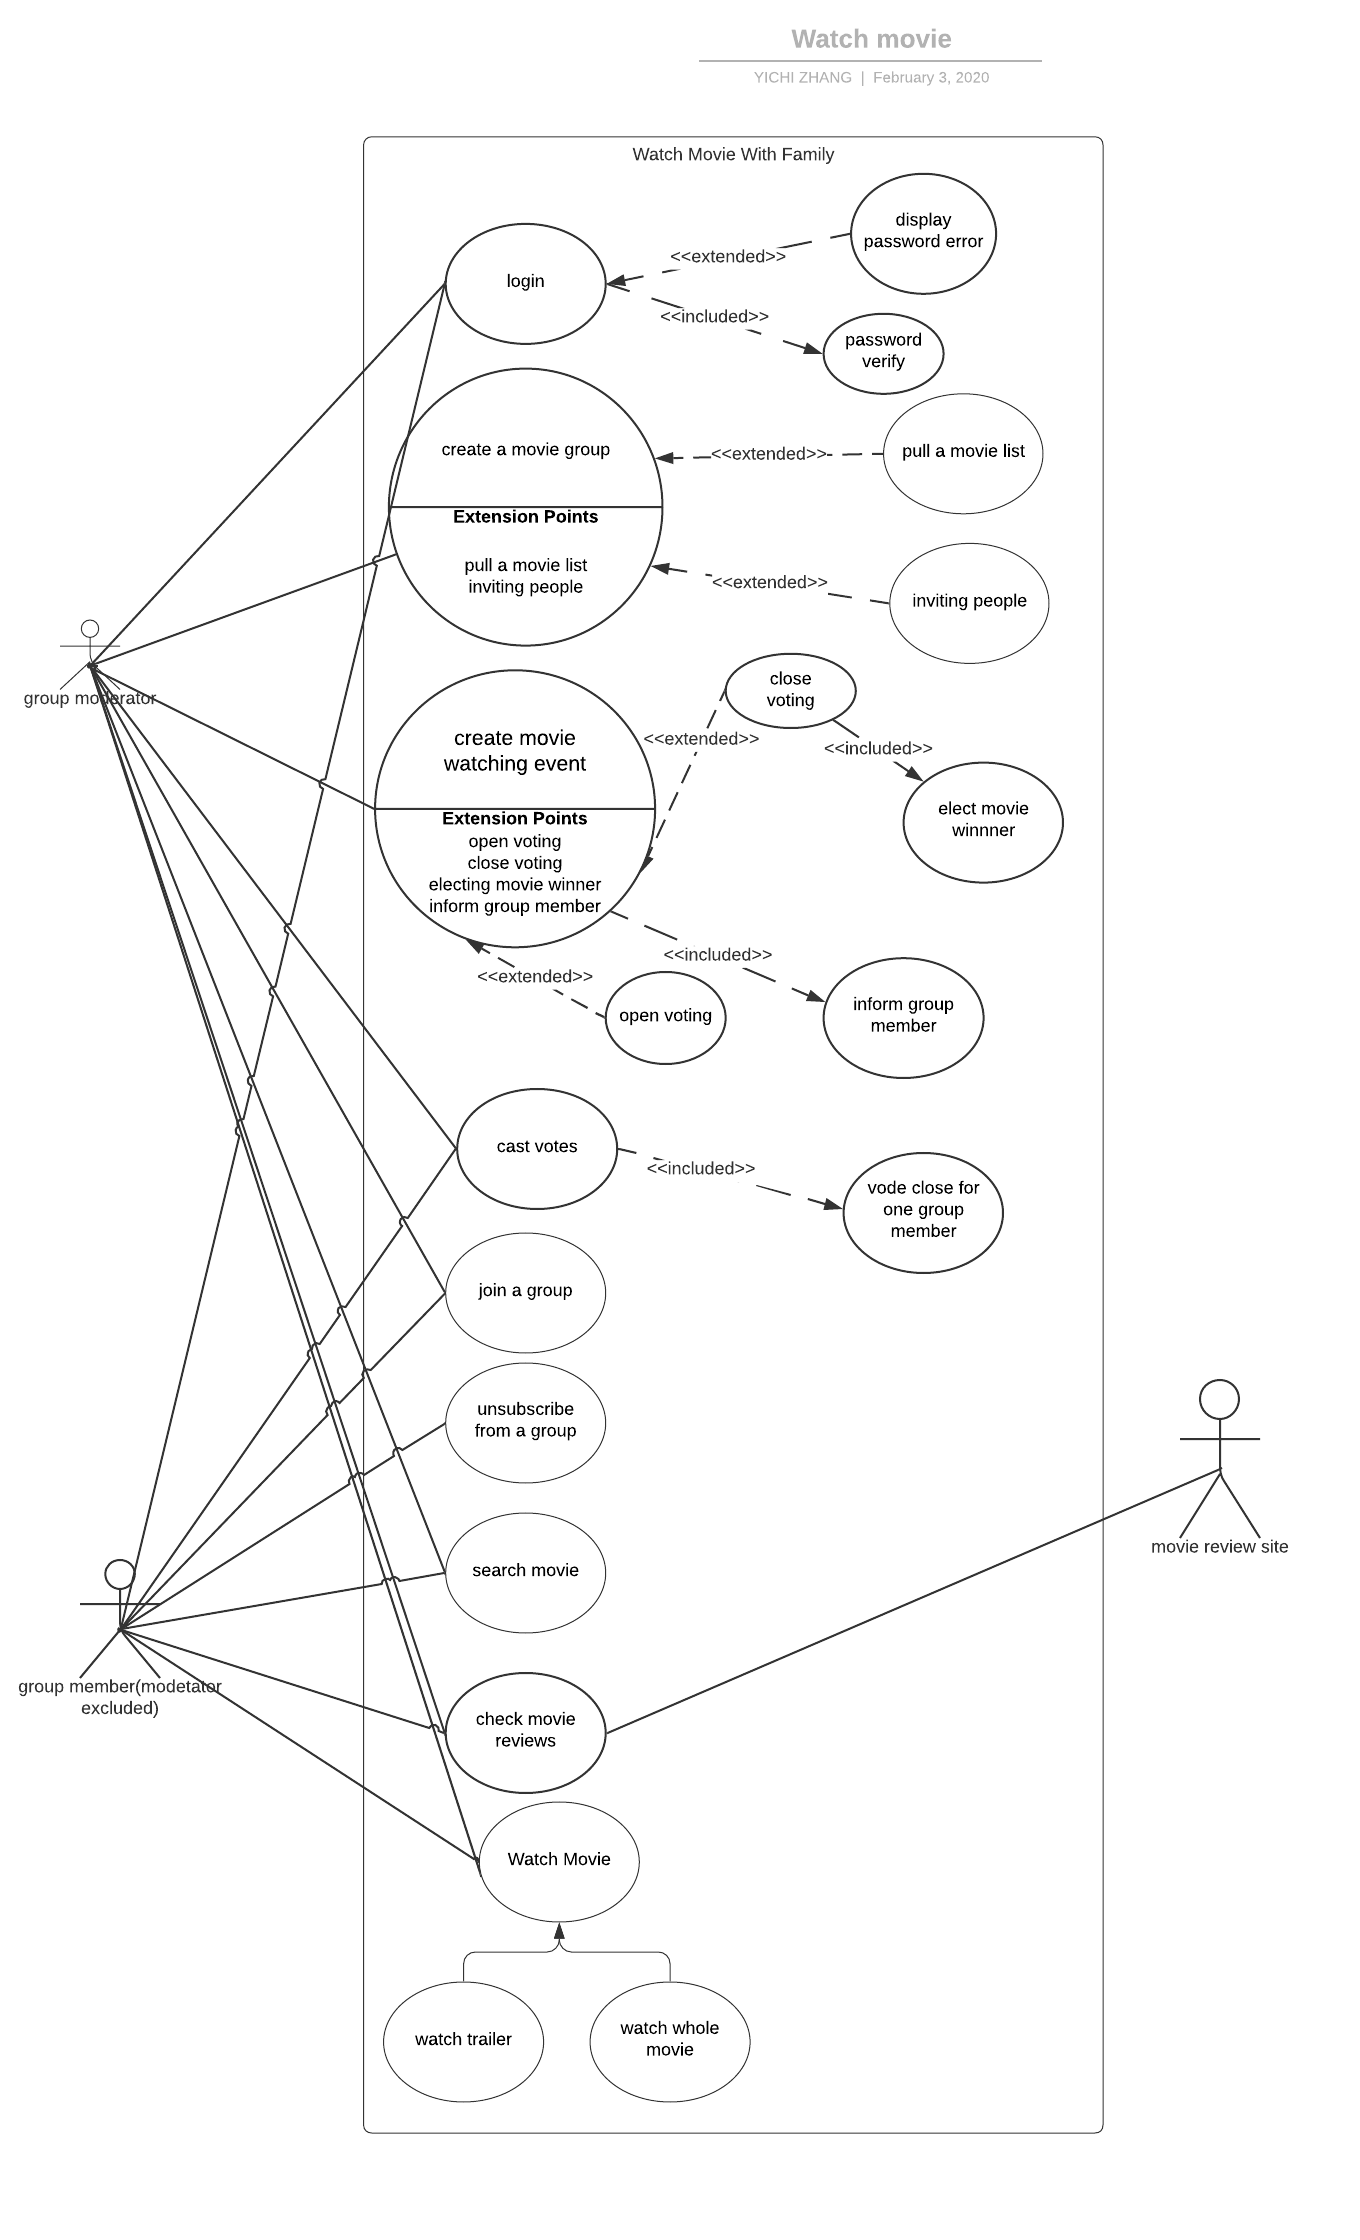 Watch movie
YICHI ZHANG | February 3, 2020
Watch Movie With Family
display
password error
<<extended>>
login
<<included>>
password
verify
create a movie group
<<extended>>
pull a movie list
Extension Points
pull a movie list
inviting people
<<extended>>
inviting people
group moderator
close
voting
<<extended>>
<<included>>
create movie
watching event
elect movie
winnner
Extension Points
open voting
close voting
electing movie winner
inform group member
<<included>>
<<extended>>
open voting
inform group
member
cast votes
<<included>>
vode close for
one group
member
join a group
unsubscribe
from a group
movie review site
search movie
group member(modetator
excluded)
check movie
reviews
Watch Movie
watch trailer
watch whole
movie